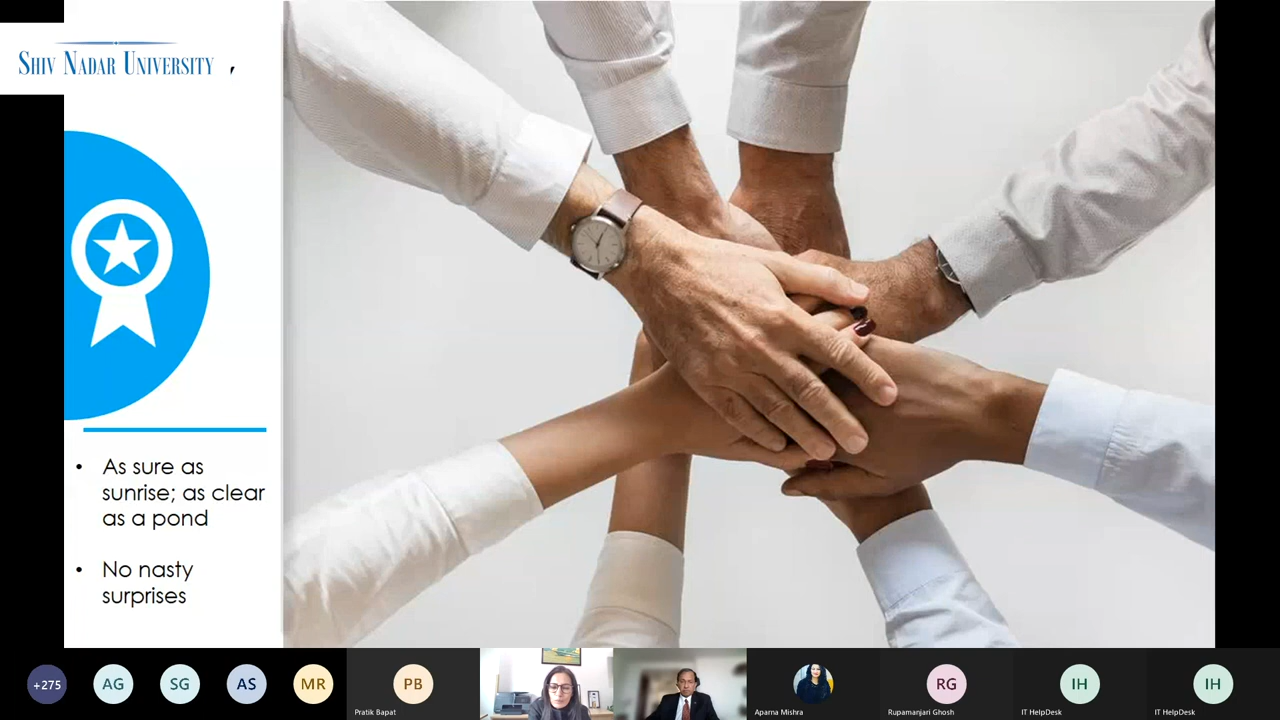 SHIV NADAR UNIVERSITY
• As sure as
sunrise; as clear
as a pond
• No nasty
surprises
+275
AG
SG
AS
MR
PB
Pratik Bapat
Aparna Mishra
RG
Rupamanjari Ghosh
IH
IT HelpDesk
IH
IT HelpDesk